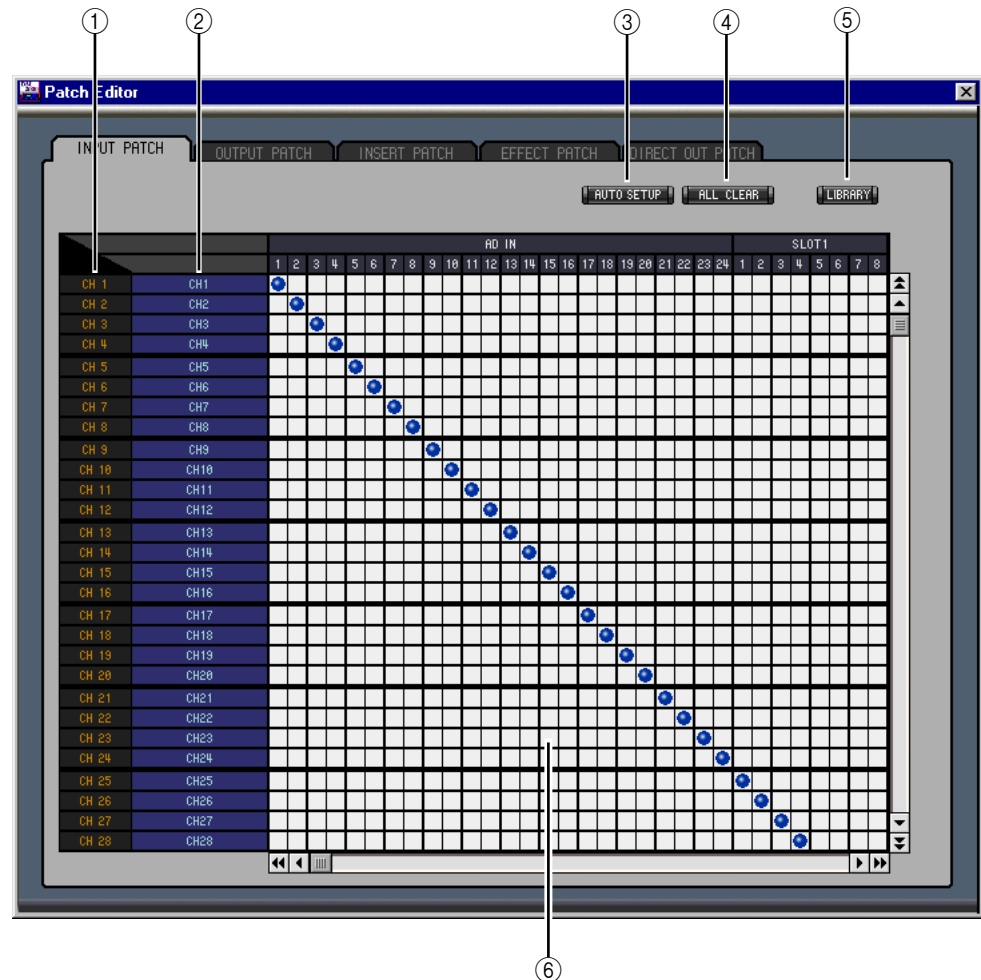 ① ② ③ ④ ⑤
Patch Editor
INPUT PATCH OUTPUT PATCH INSERT PATCH EFFECT PATCH DIRECT OUT PATCH
AUTO SETUP ALL CLEAR LIBRARY
AD IN SLOT1
1 2 3 4 5 6 7 8 9 10 11 12 13 14 15 16 17 18 19 20 21 22 23 24 1 2 3 4 5 6 7 8
CH 1 CH1
CH 2 CH2
CH 3 CH3
CH 4 CH4
CH 5 CH5
CH 6 CH6
CH 7 CH7
CH 8 CH8
CH 9 CH9
CH 10 CH10
CH 11 CH11
CH 12 CH12
CH 13 CH13
CH 14 CH14
CH 15 CH15
CH 16 CH16
CH 17 CH17
CH 18 CH18
CH 19 CH19
CH 20 CH20
CH 21 CH21
CH 22 CH22
CH 23 CH23
CH 24 CH24
CH 25 CH25
CH 26 CH26
CH 27 CH27
CH 28 CH28
⑥